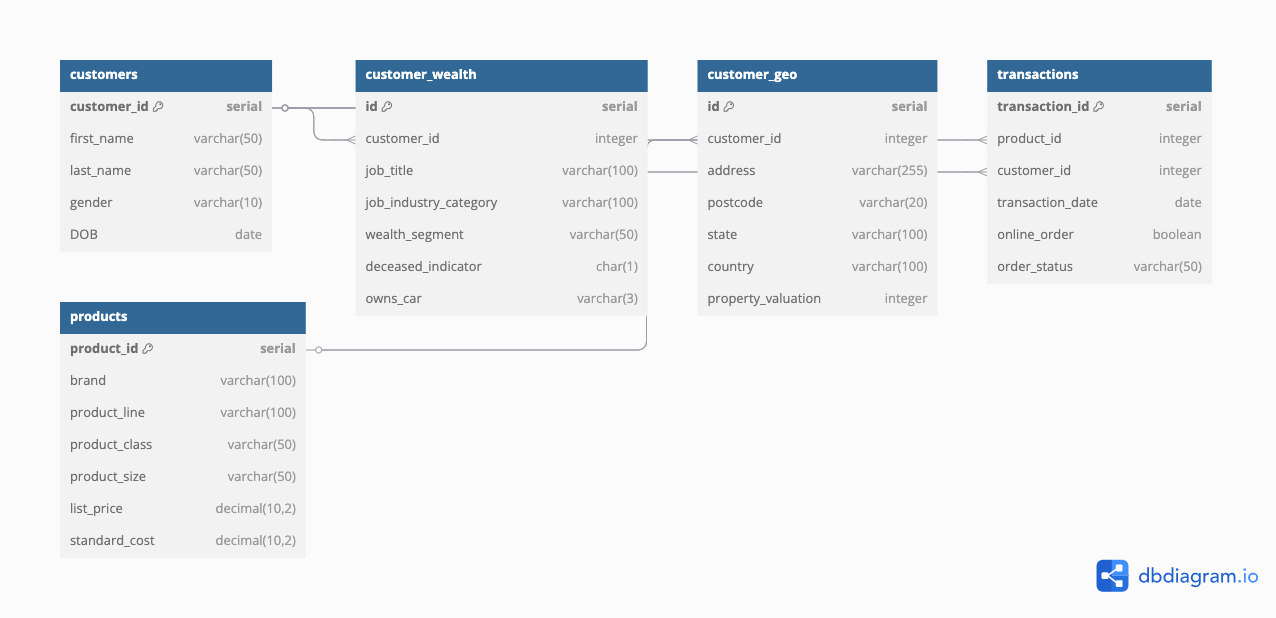 customers
customer_id serial
first_name varchar(50)
last_name varchar(50)
gender varchar(10)
DOB date
customer_wealth
id serial
customer_id integer
job_title varchar(100)
job_industry_category varchar(100)
wealth_segment varchar(50)
deceased_indicator char(1)
owns_car varchar(3)
customer_geo
id serial
customer_id integer
address varchar(255)
postcode varchar(20)
state varchar(100)
country varchar(100)
property_valuation integer
transactions
transaction_id serial
product_id integer
customer_id integer
transaction_date date
online_order boolean
order_status varchar(50)
products
product_id serial
brand varchar(100)
product_line varchar(100)
product_class varchar(50)
product_size varchar(50)
list_price decimal(10,2)
standard_cost decimal(10,2)
dbdiagram.io